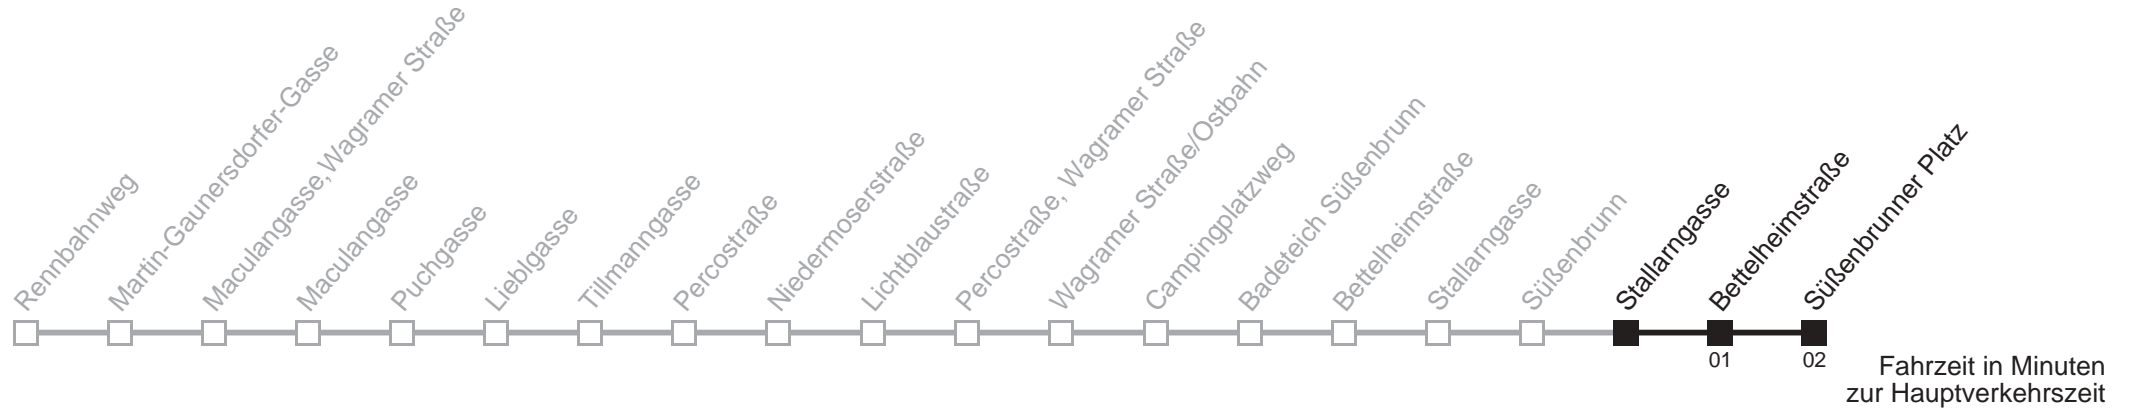 Rennbahnweg
Martin-Gaunersdorfer-Gasse
Maculangasse, Wagramer Straße
Maculangasse
Puchgasse
Lieblgasse
Tillmanngasse
Percostraße
Niedermoserstraße
Lichtblaustraße
Percostraße, Wagramer Straße
Wagramer Straße/Ostbahn
Campingplatzweg
Badeteich Süßenbrunn
Bettelheimstraße
Stallarngasse
Süßenbrunn
Stallarngasse
Bettelheimstraße
Süßenbrunner Platz
01
02
Fahrzeit in Minuten
zur Hauptverkehrszeit